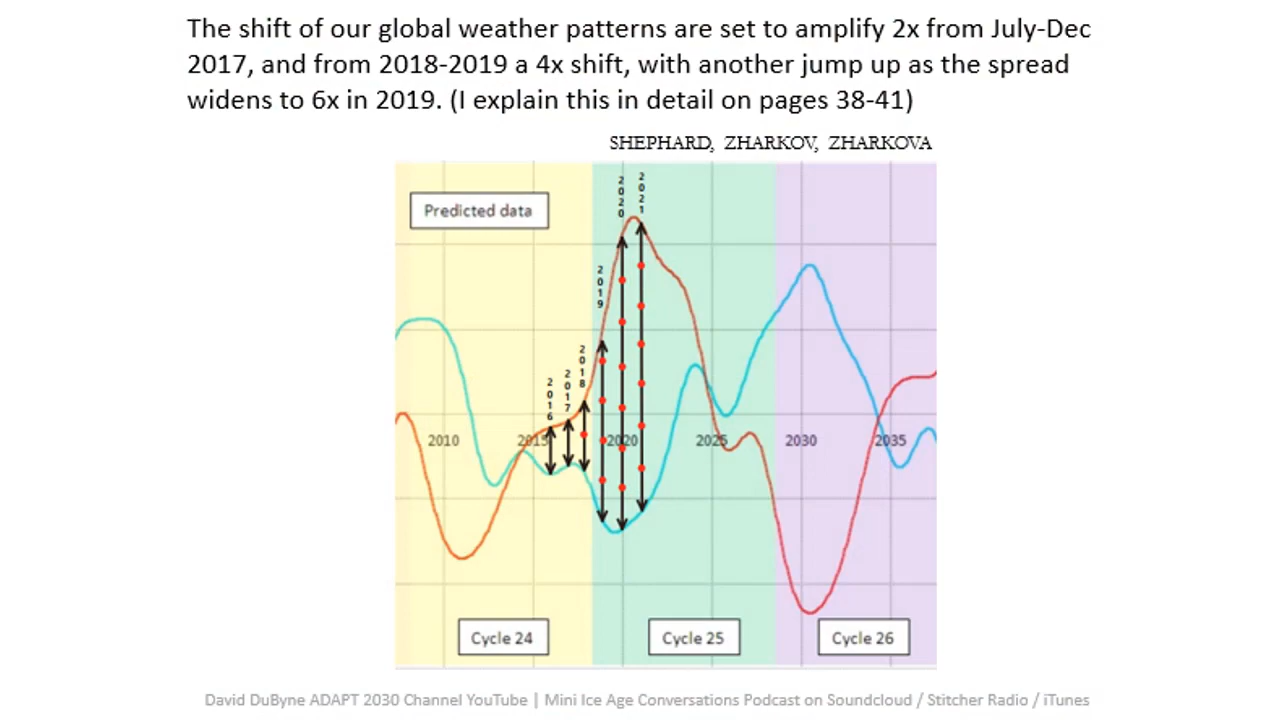 The shift of our global weather patterns are set to amplify 2x from July-Dec
2017, and from 2018-2019 a 4x shift, with another jump up as the spread
widens to 6x in 2019. (I explain this in detail on pages 38-41)
SHEPHARD, ZHARKOV, ZHARKOVA
Predicted data
2016
2017
2018
2019
2020
2021
2010 2015 2020 2025 2030 2035
Cycle 24 Cycle 25 Cycle 26
David DuByne ADAPT 2030 Channel YouTube | Mini Ice Age Conversations Podcast on Soundcloud / Stitcher Radio / iTunes